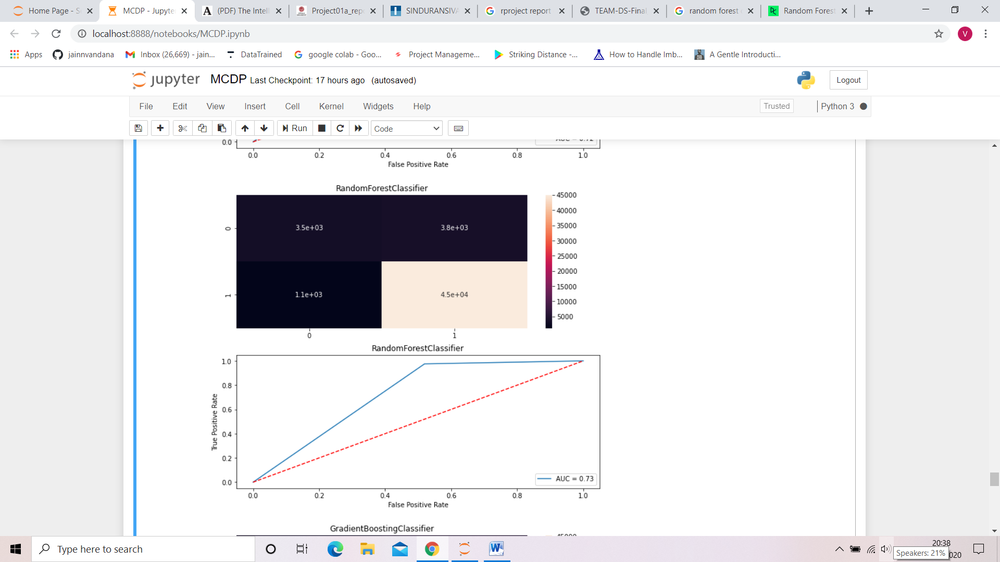 Home Page - S
MCDP - Jupyte
(PDF) The Intell
Project01a_rep
SINDURANSIVA
rproject report
TEAM-DS-Final
random forest
Random Forest
localhost:8888/notebooks/MCDP.ipynb
V
Apps
jainnvandana
Inbox (26,669) - jain...
DataTrained
google colab - Goo...
Project Manageme...
Striking Distance -...
How to Handle Imb...
A Gentle Introducti...
jupyter MCDP Last Checkpoint: 17 hours ago (autosaved)
Logout
File Edit View Insert Cell Kernel Widgets Help
Trusted
Python 3
Run
Code
0.0
AUC = 0.72
0.0 0.2 0.4 0.6 0.8 1.0
False Positive Rate
RandomForestClassifier
0
3.5e+03 3.8e+03
1
1.1e+03 4.5e+04
0 1
45000
40000
35000
30000
25000
20000
15000
10000
5000
RandomForestClassifier
True Positive Rate
1.0
0.8
0.6
0.4
0.2
0.0
AUC = 0.73
0.0 0.2 0.4 0.6 0.8 1.0
False Positive Rate
GradientBoostingClassifier
45000
Type here to search
20:38
Speakers: 21%
020